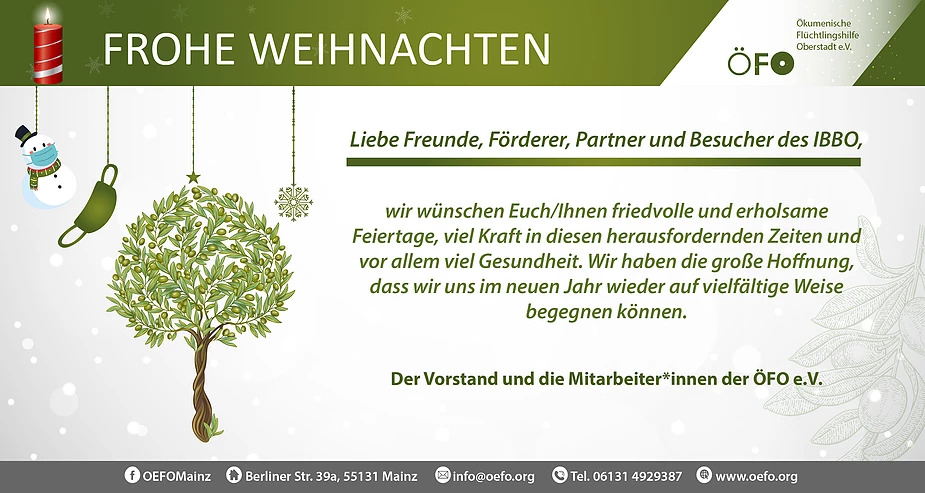 FROHE WEIHNACHTEN
Ökumenische
Flüchtlingshilfe
Oberstadt e.V.
ÖFO
Liebe Freunde, Förderer, Partner und Besucher des IBBO,
wir wünschen Euch/Ihnen friedvolle und erholsame
Feiertage, viel Kraft in diesen herausfordernden Zeiten und
vor allem viel Gesundheit. Wir haben die große Hoffnung,
dass wir uns im neuen Jahr wieder auf vielfältige Weise
begegnen können.
Der Vorstand und die Mitarbeiter*innen der ÖFO e.V.
OEFOMainz Berliner Str. 39a, 55131 Mainz info@oefo.org Tel. 06131 4929387 www.oefo.org